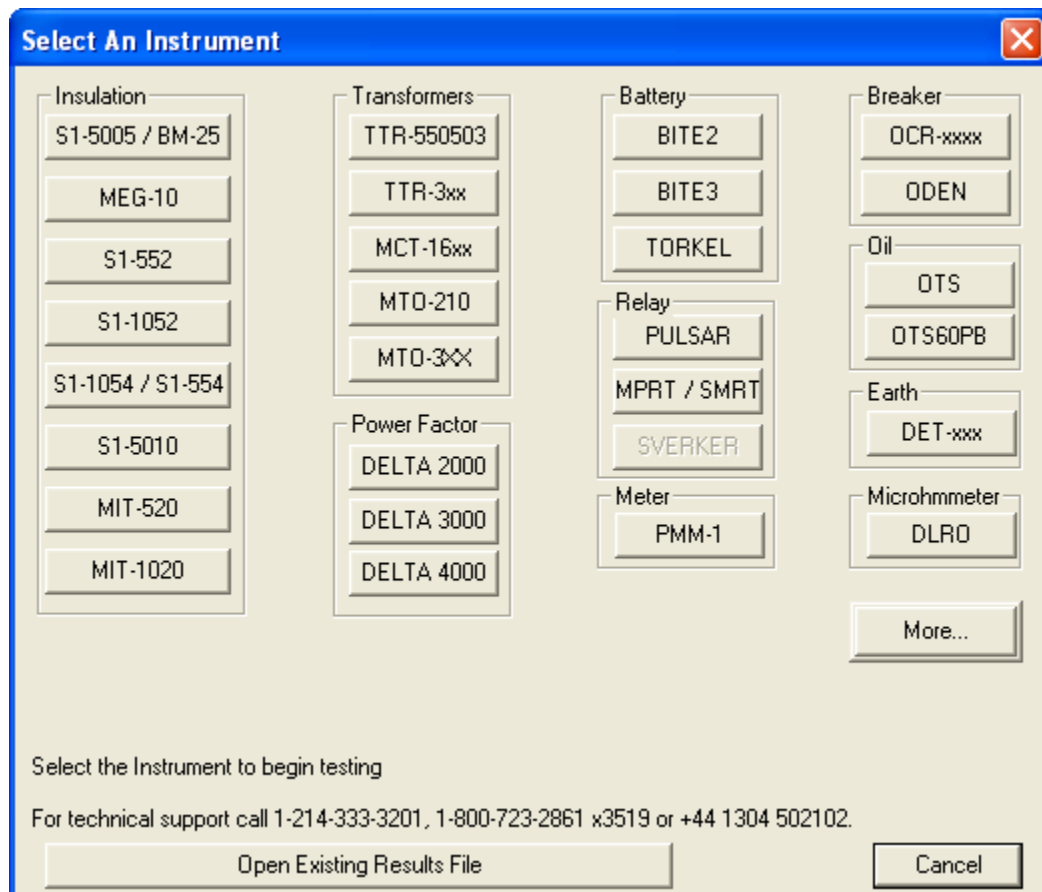 Select An Instrument
Insulation
S1-5005 / BM-25
MEG-10
S1-552
S1-1052
S1-1054 / S1-554
S1-5010
MIT-520
MIT-1020
Transformers
TTR-550503
TTR-3xx
MCT-16xx
MTO-210
MTO-3XX
Power Factor
DELTA 2000
DELTA 3000
DELTA 4000
Battery
BITE2
BITE3
TORKEL
Relay
PULSAR
MPRT / SMRT
SVERKER
Meter
PMM-1
Breaker
OCR-xxxx
ODEN
Oil
OTS
OTS60PB
Earth
DET-xxx
Microhmmeter
DLRO
More...
Select the Instrument to begin testing
For technical support call 1-214-333-3201, 1-800-723-2861 x3519 or +44 1304 502102.
Open Existing Results File
Cancel